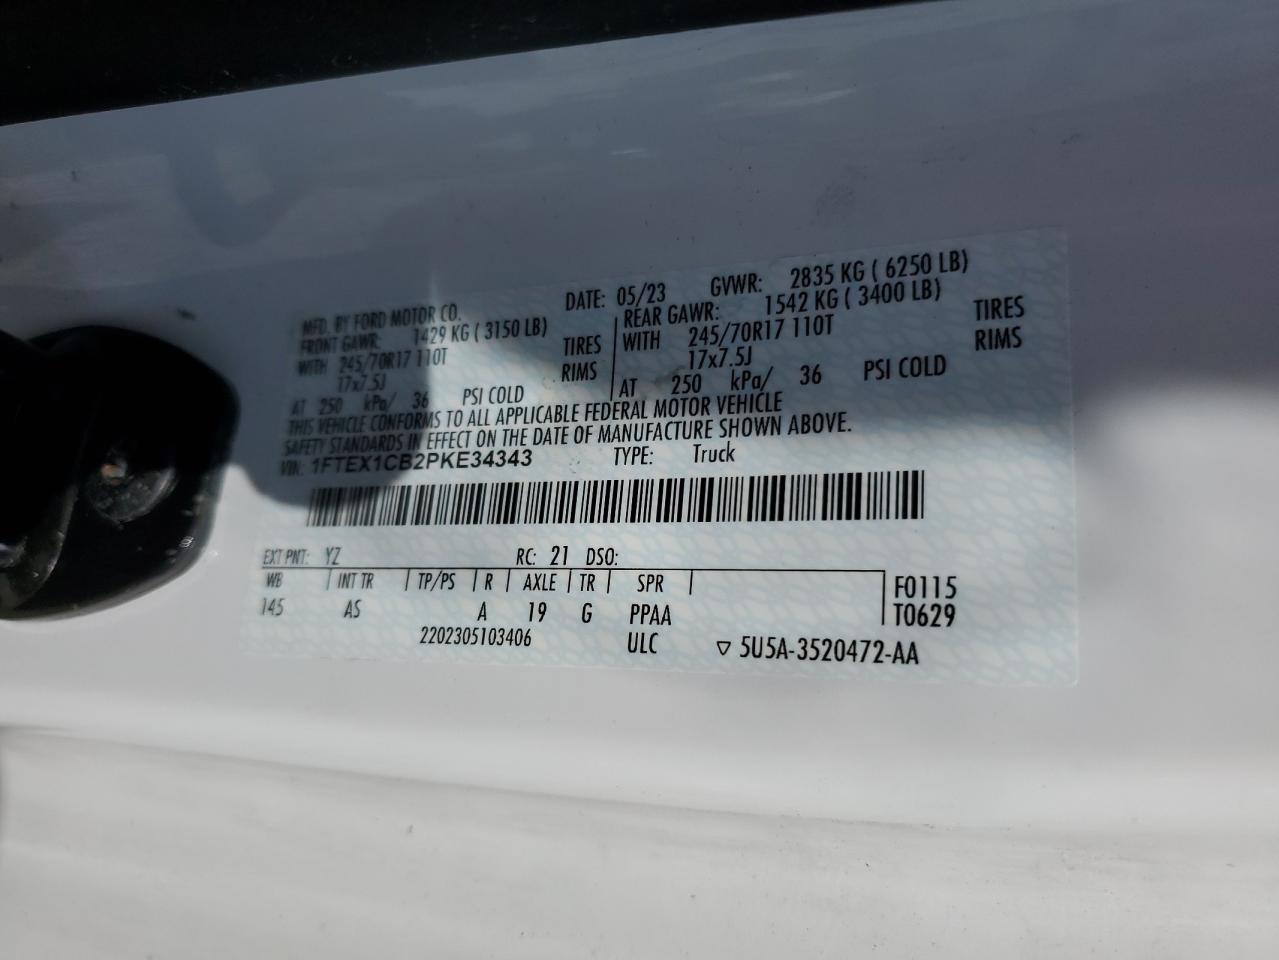 MFD. BY FORD MOTOR CO.
DATE: 05/23 GVWR: 2835 KG ( 6250 LB)
FRONT GAWR: 1429 KG ( 3150 LB) REAR GAWR: 1542 KG ( 3400 LB)
WITH 245/70R17 110T TIRES WITH 245/70R17 110T TIRES
17x7.5J RIMS 17x7.5J RIMS
AT 250 kPa/ 36 PSI COLD AT 250 kPa/ 36 PSI COLD
THIS VEHICLE CONFORMS TO ALL APPLICABLE FEDERAL MOTOR VEHICLE
SAFETY STANDARDS IN EFFECT ON THE DATE OF MANUFACTURE SHOWN ABOVE.
VIN: 1FTEX1CB2PKE34343 TYPE: Truck
EXT PNT: YZ RC: 21 DSO:
WB INT TR TP/PS R AXLE TR SPR F0115
145 AS A 19 G PPAA T0629
2202305103406 ULC ▽ 5U5A-3520472-AA